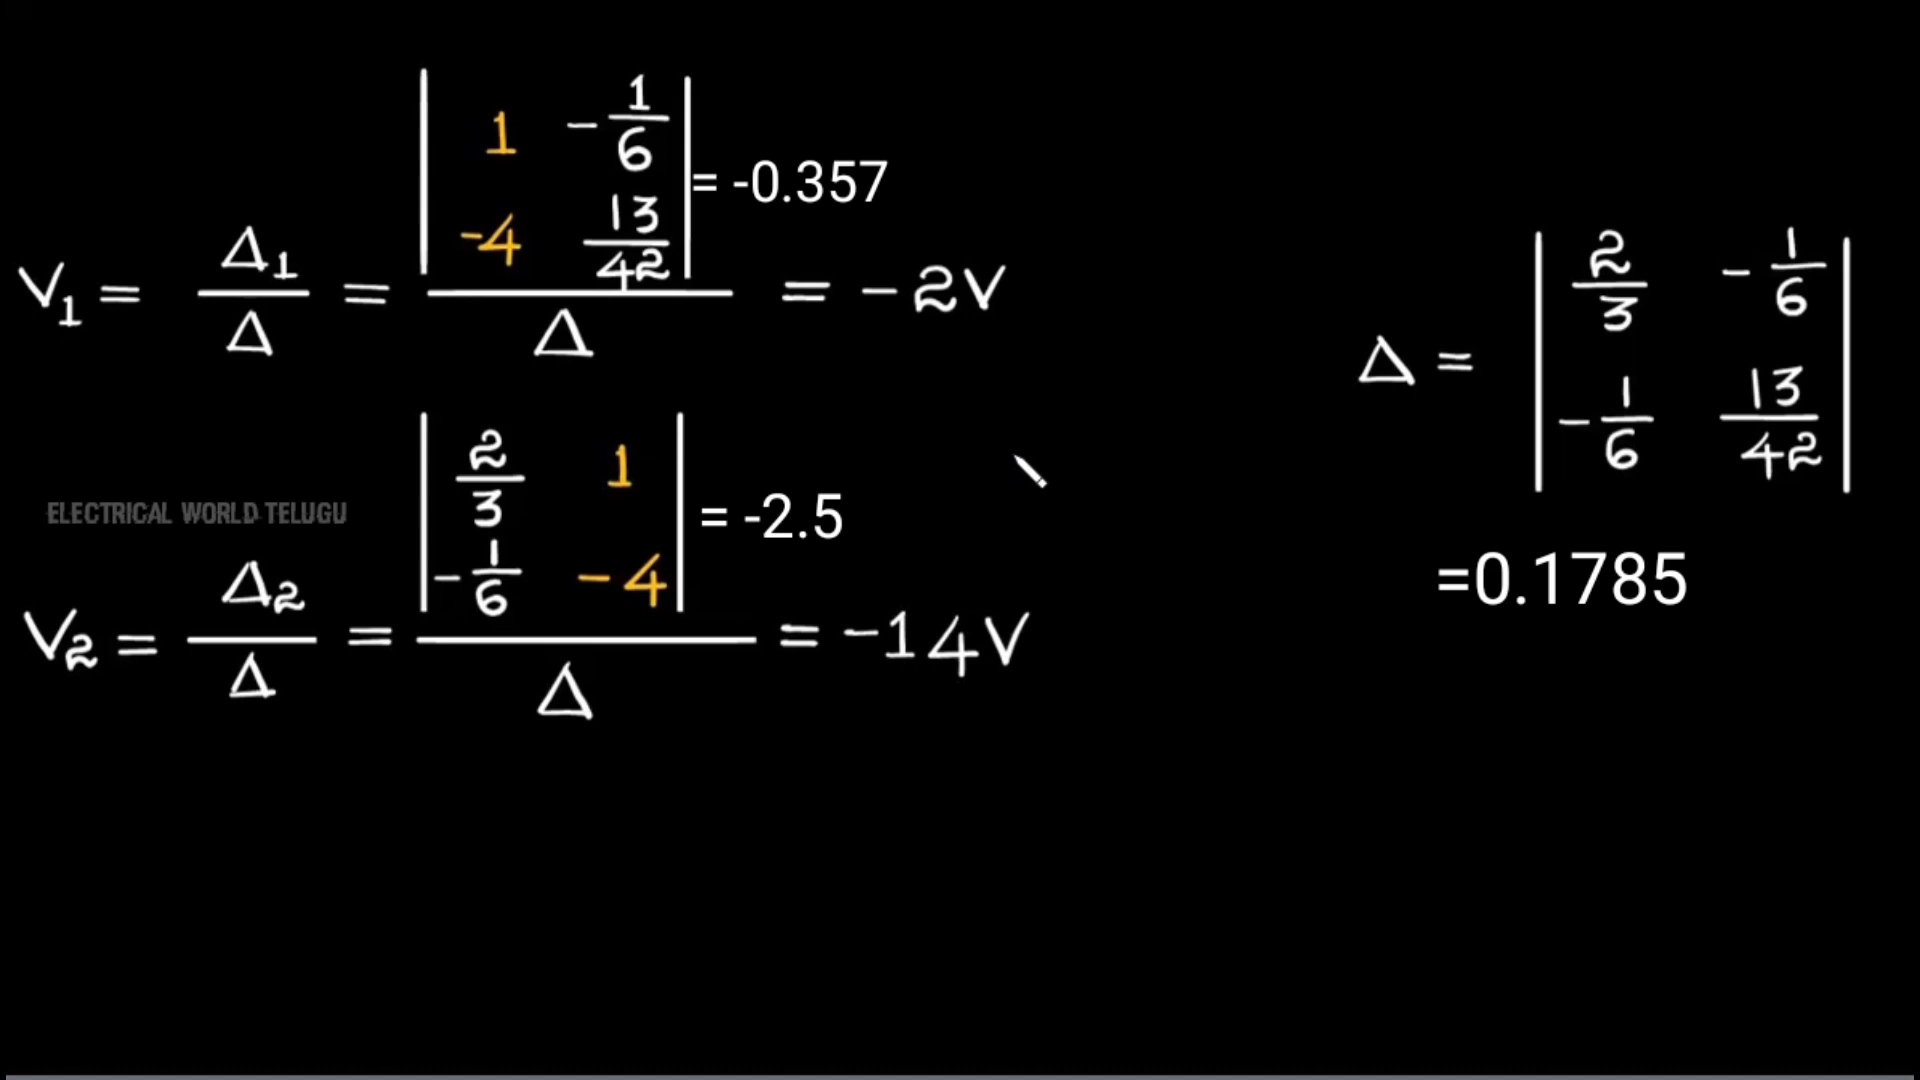 V₁ = Δ₁/Δ = | 1 -1/6 ; -4 13/42 | = -0.357 / Δ = -2V
Δ = | 2/3 -1/6 ; -1/6 13/42 |
=0.1785
ELECTRICAL WORLD TELUGU
V₂ = Δ₂/Δ = | 2/3 1 ; -1/6 -4 | = -2.5 / Δ = -14V